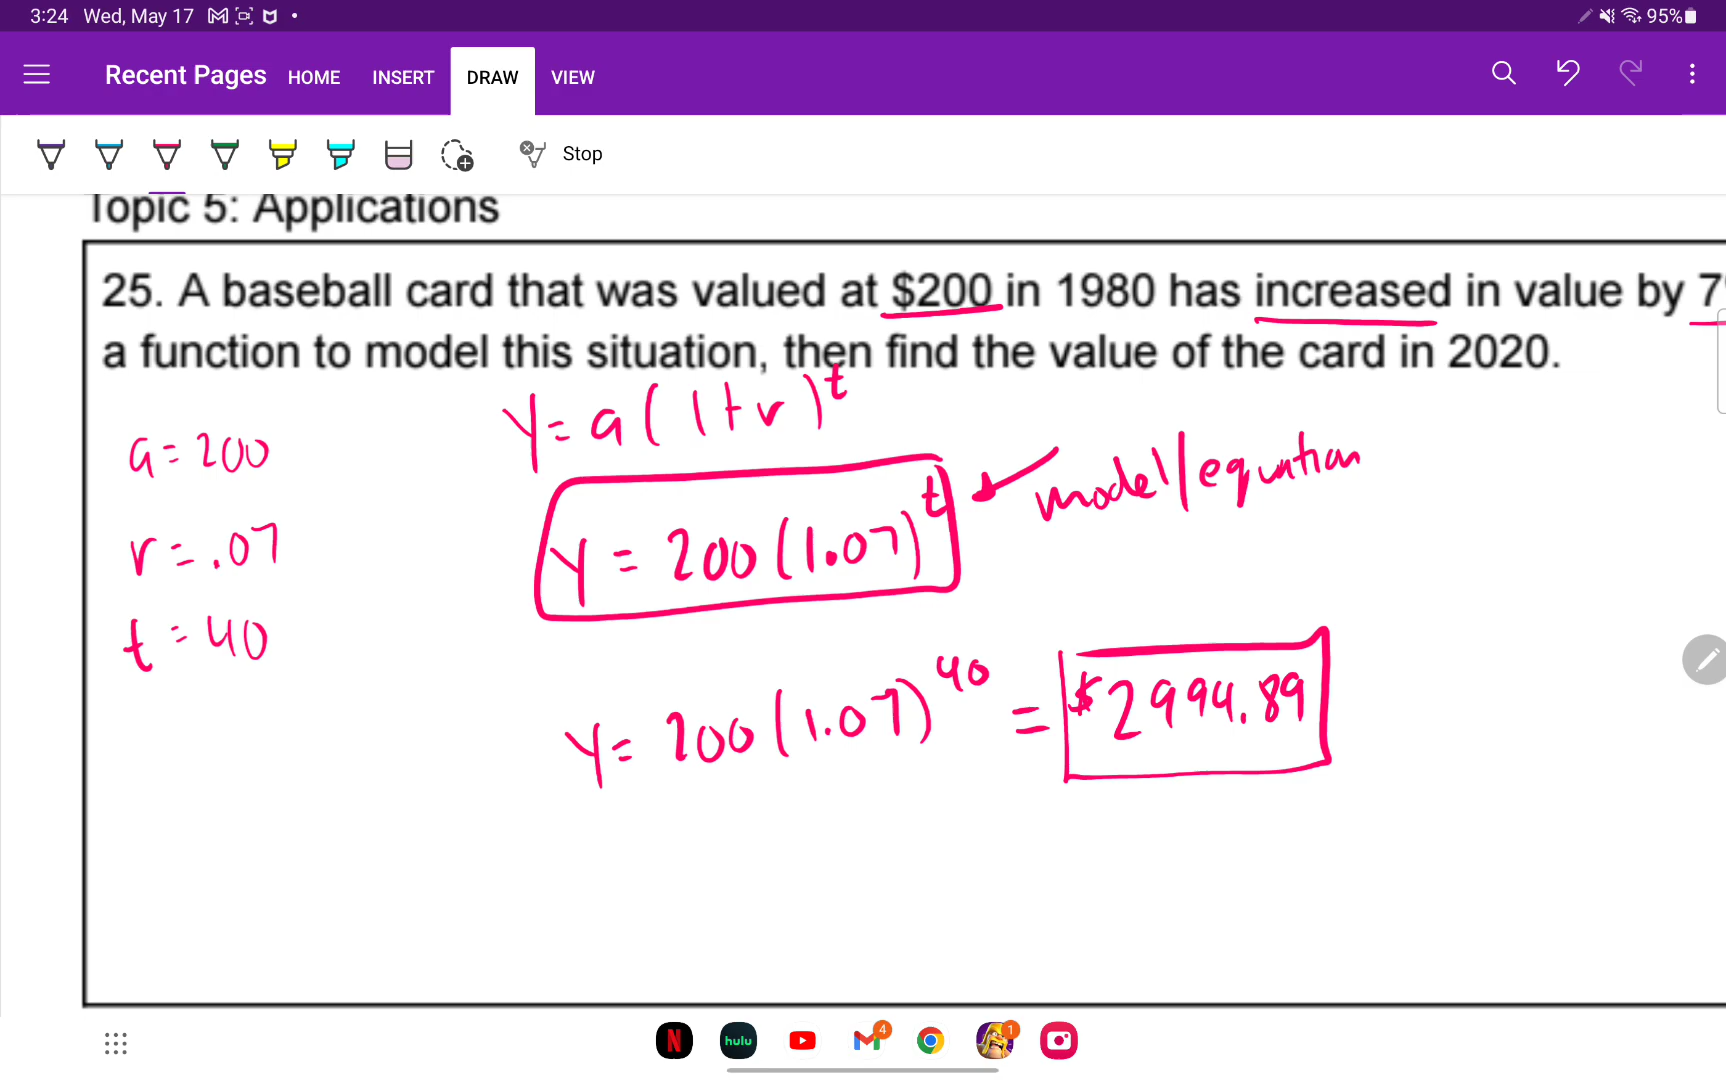 3:24 Wed, May 17
95%
Recent Pages HOME INSERT DRAW VIEW
Stop
Topic 5: Applications
25. A baseball card that was valued at $200 in 1980 has increased in value by 7
a function to model this situation, then find the value of the card in 2020.
y = a(1+r)^t
a = 200
model/equation
y = 200(1.07)^t
r = .07
t = 40
y = 200(1.07)^40 = $2994.89
hulu
4
1